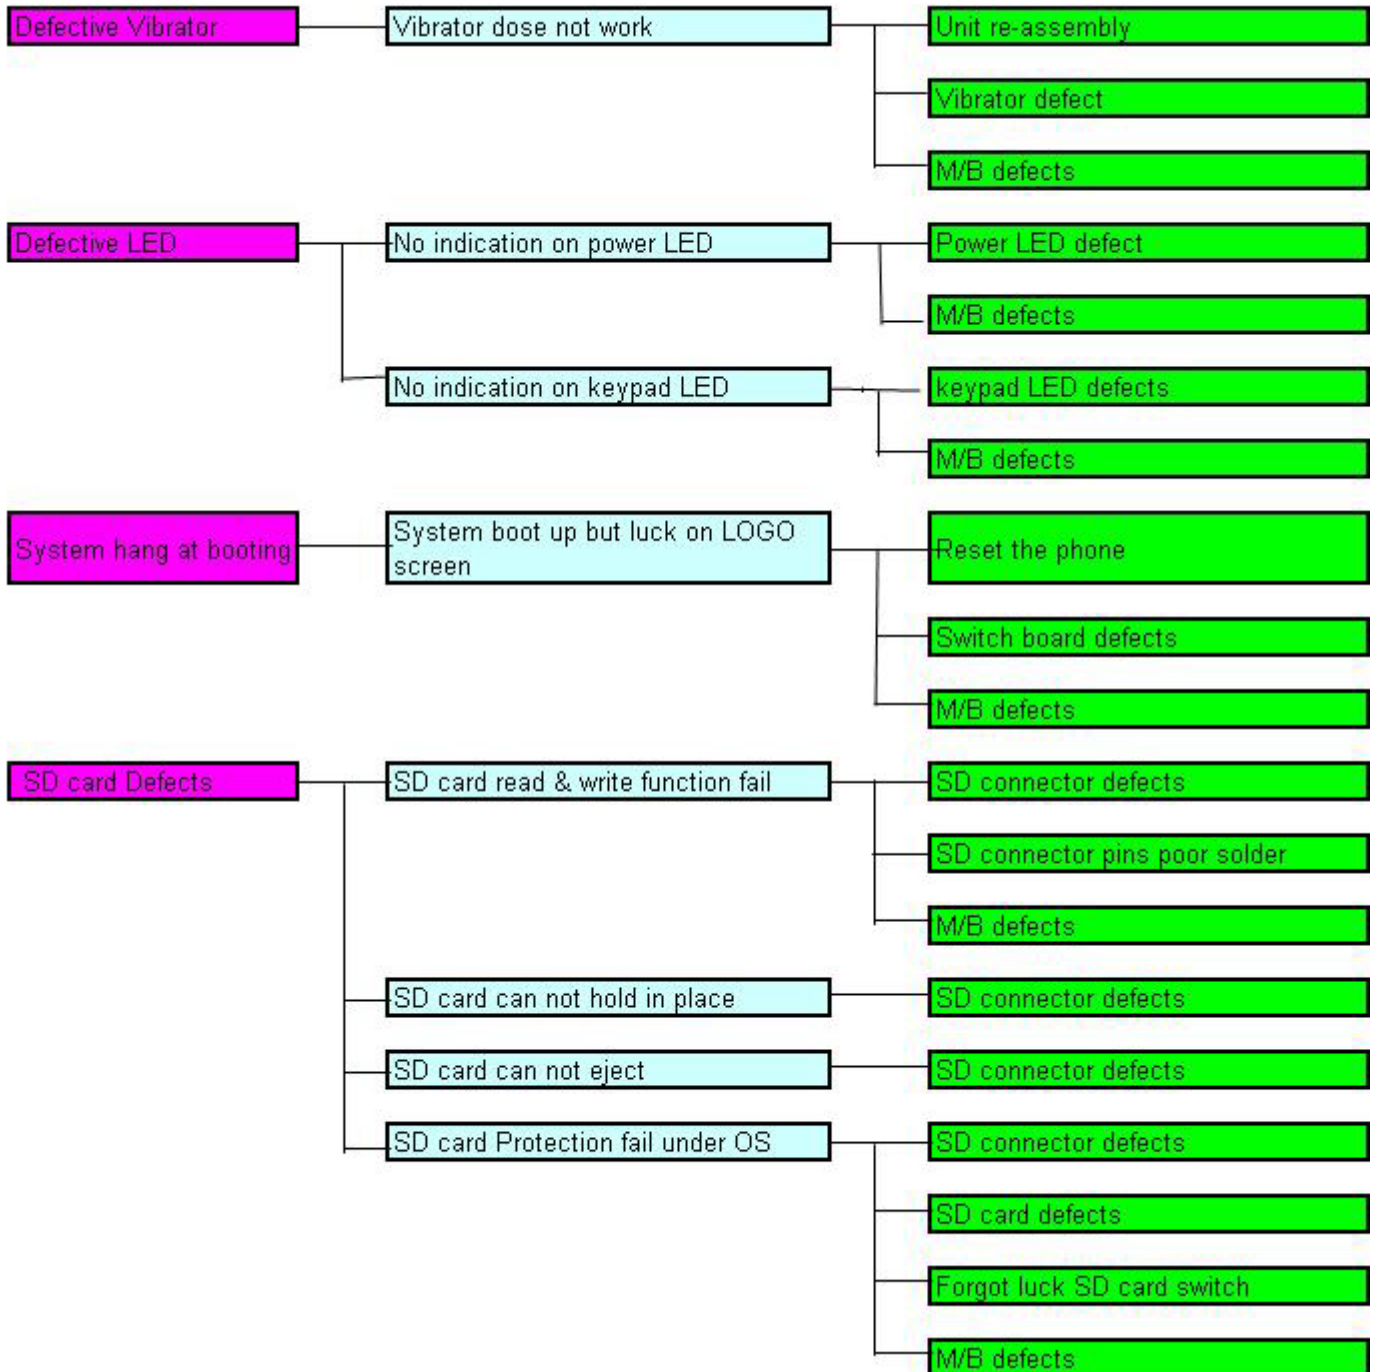 Defective Vibrator
Vibrator dose not work
Unit re-assembly
Vibrator defect
M/B defects
Defective LED
No indication on power LED
Power LED defect
M/B defects
No indication on keypad LED
keypad LED defects
M/B defects
System hang at booting
System boot up but luck on LOGO
screen
Reset the phone
Switch board defects
M/B defects
SD card Defects
SD card read & write function fail
SD connector defects
SD connector pins poor solder
M/B defects
SD card can not hold in place
SD connector defects
SD card can not eject
SD connector defects
SD card Protection fail under OS
SD connector defects
SD card defects
Forgot luck SD card switch
M/B defects